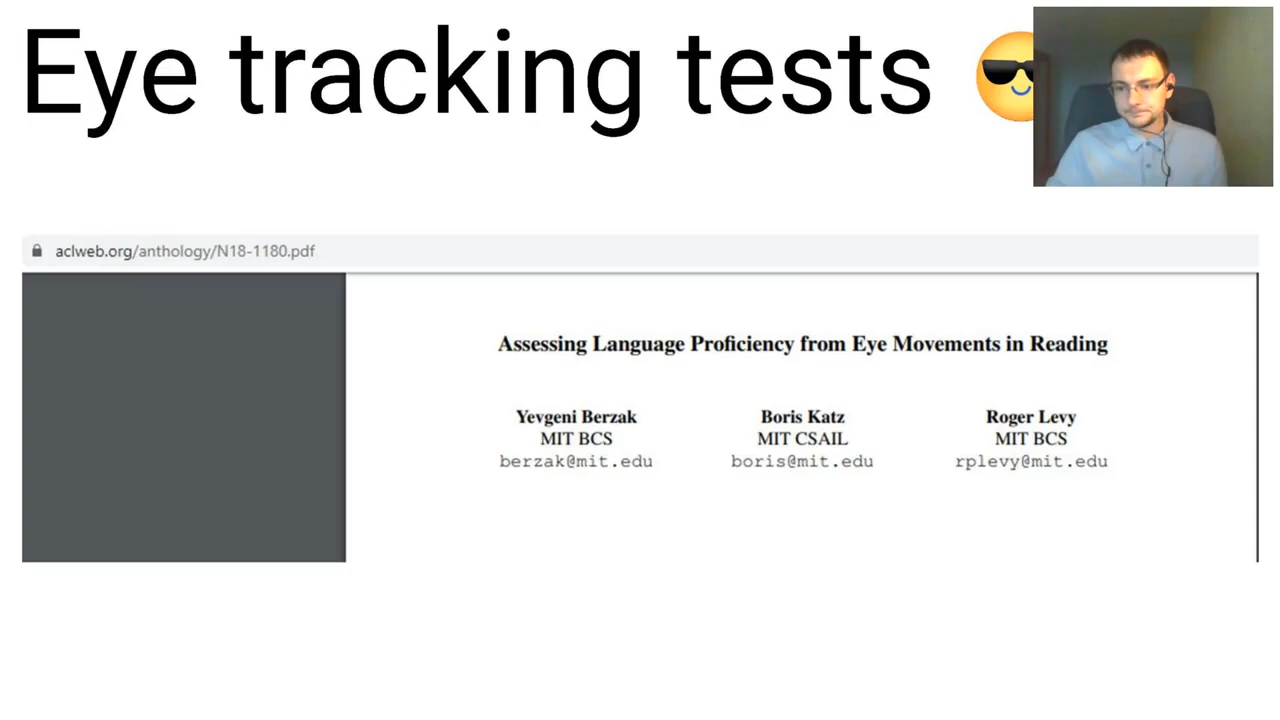 Eye tracking tests 😎
aclweb.org/anthology/N18-1180.pdf
Assessing Language Proficiency from Eye Movements in Reading
Yevgeni Berzak Boris Katz Roger Levy
MIT BCS MIT CSAIL MIT BCS
berzak@mit.edu boris@mit.edu rplevy@mit.edu